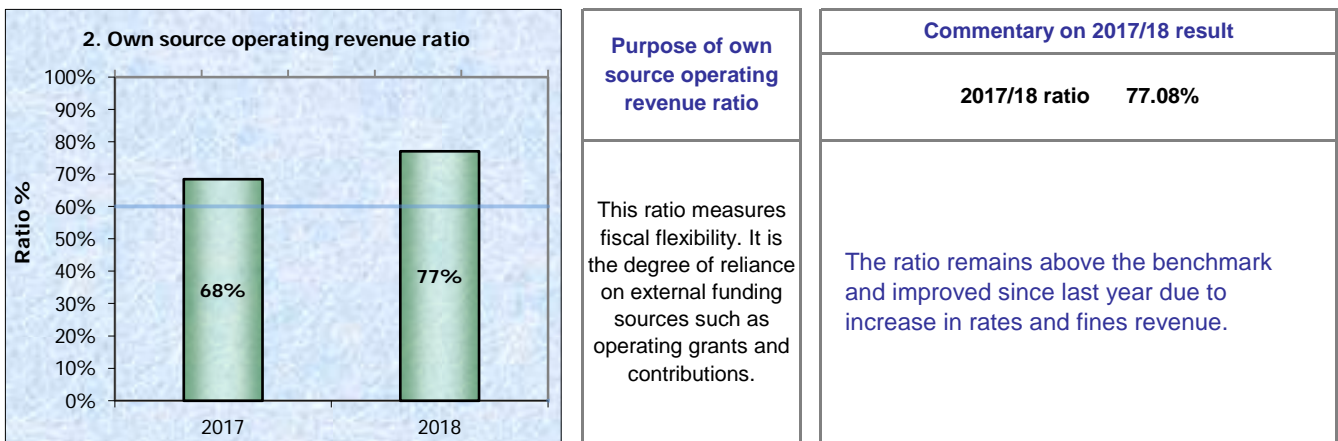 2. Own source operating revenue ratio
100%
90%
80%
70%
60%
50%
40%
30%
20%
10%
0%
Ratio %
68%
77%
2017
2018
Purpose of own
source operating
revenue ratio
This ratio measures
fiscal flexibility. It is
the degree of reliance
on external funding
sources such as
operating grants and
contributions.
Commentary on 2017/18 result
2017/18 ratio 77.08%
The ratio remains above the benchmark
and improved since last year due to
increase in rates and fines revenue.